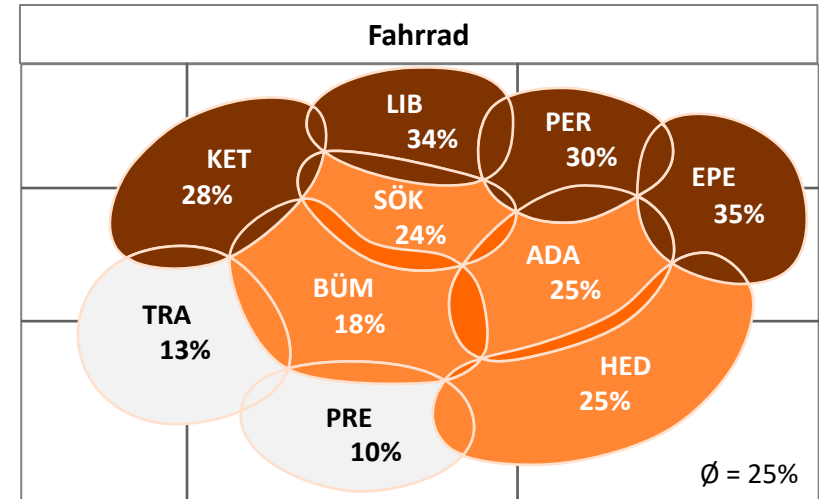 Fahrrad
LIB
34%
PER
30%
KET
28%
EPE
35%
SÖK
24%
ADA
25%
BÜM
18%
TRA
13%
HED
25%
PRE
10%
Ø = 25%